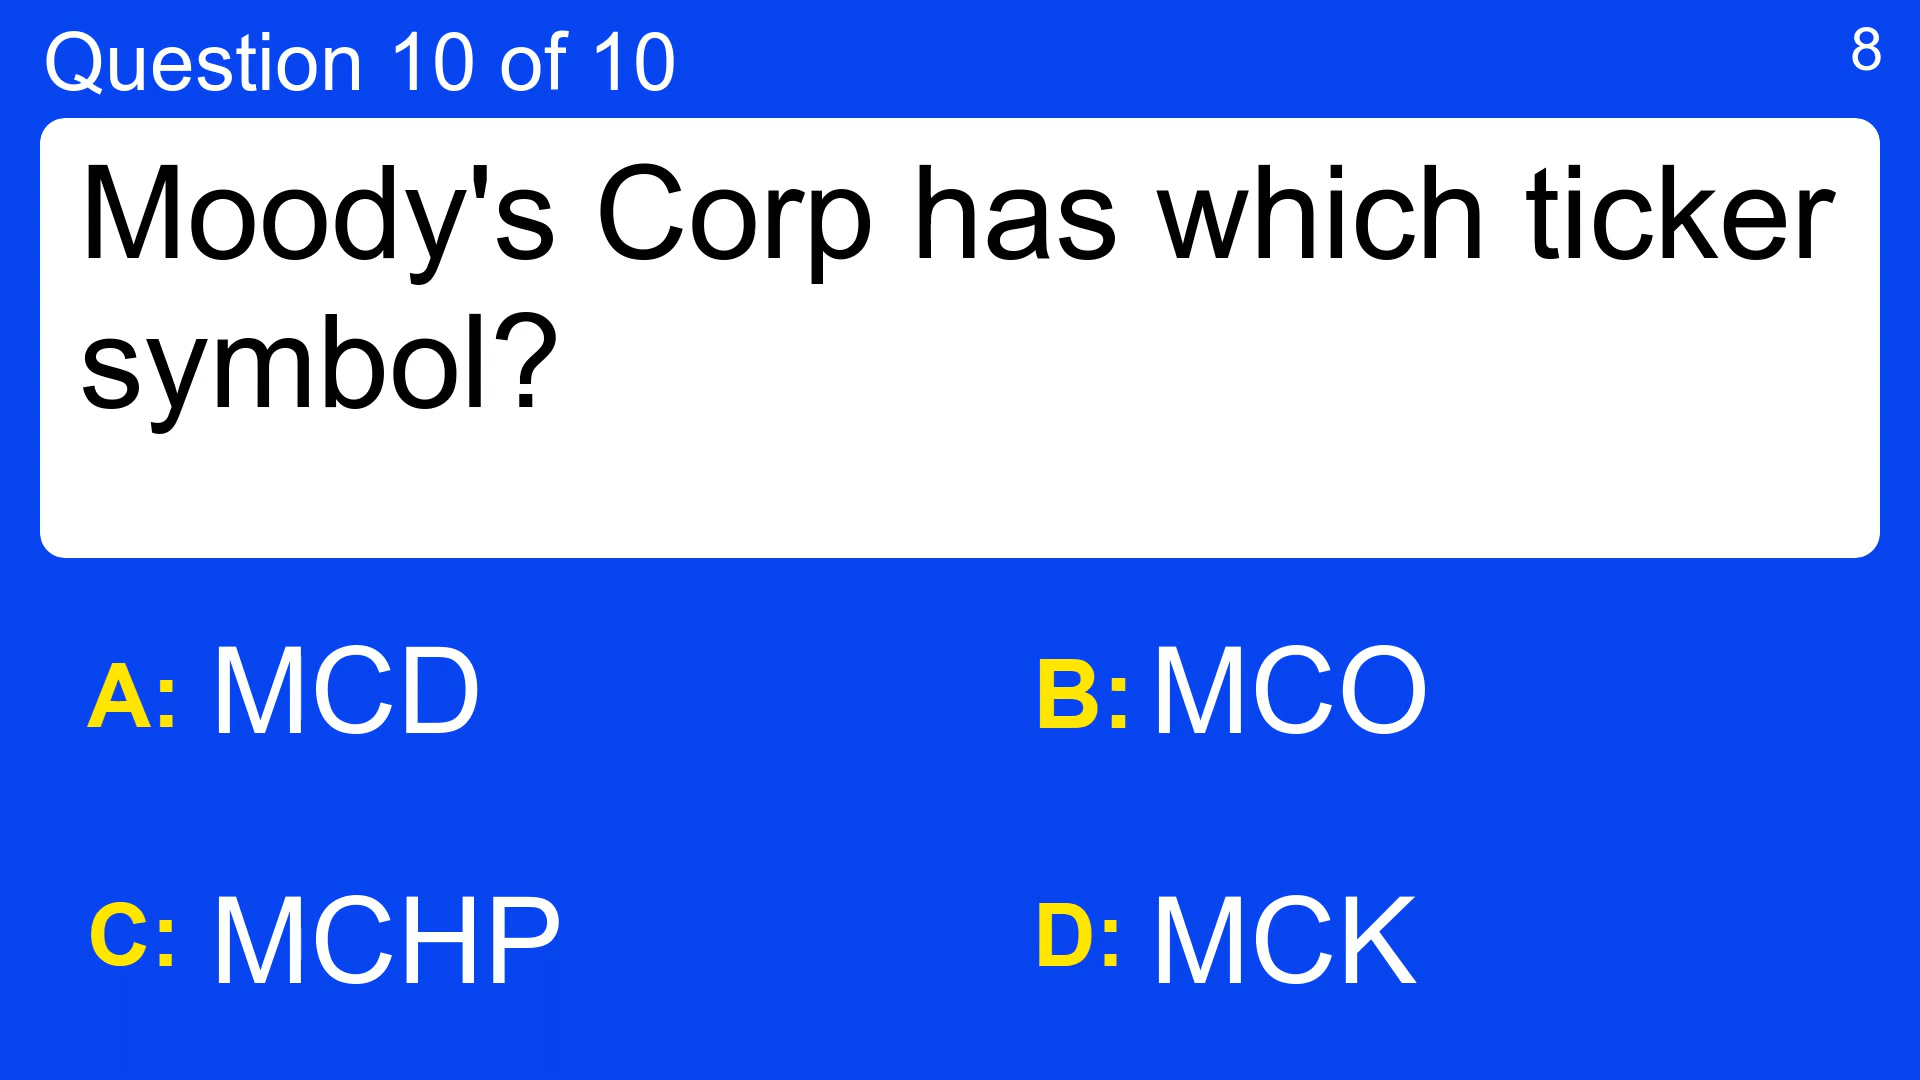 Question 10 of 10
8
Moody's Corp has which ticker
symbol?
A: MCD
B: MCO
C: MCHP
D: MCK